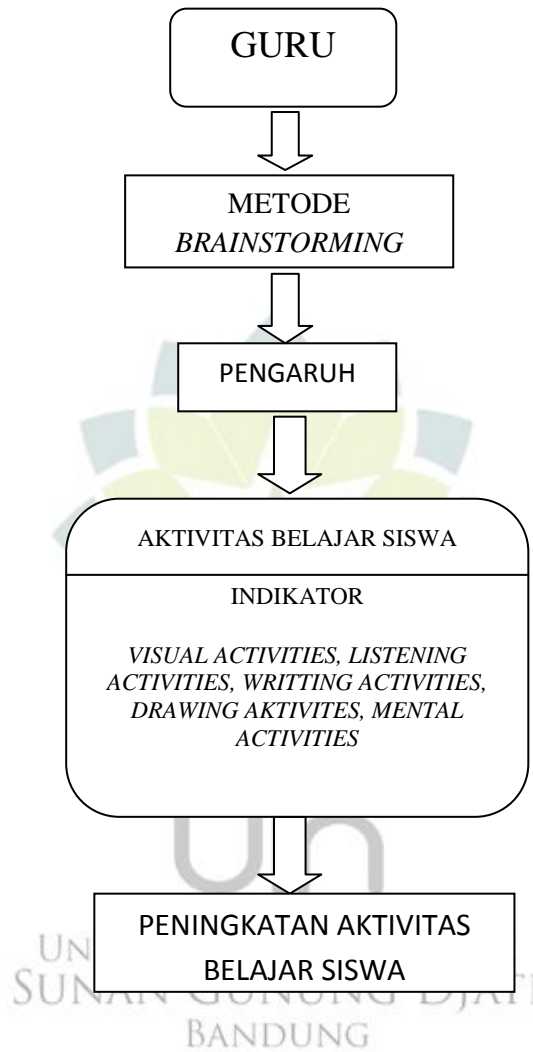 GURU
METODE
BRAINSTORMING
PENGARUH
AKTIVITAS BELAJAR SISWA
INDIKATOR
VISUAL ACTIVITIES, LISTENING
ACTIVITIES, WRITTING ACTIVITIES,
DRAWING AKTIVITES, MENTAL
ACTIVITIES
PENINGKATAN AKTIVITAS
BELAJAR SISWA
UN
SUNAN GUNUNG DJATI
BANDUNG